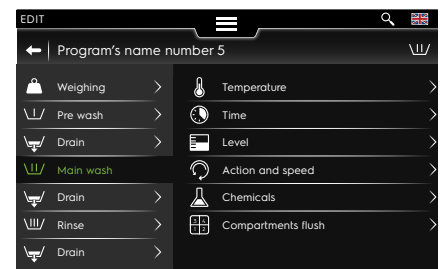 EDIT
Program's name number 5
Weighing
Pre wash
Drain
Main wash
Drain
Rinse
Drain
Temperature
Time
Level
Action and speed
Chemicals
Compartments flush